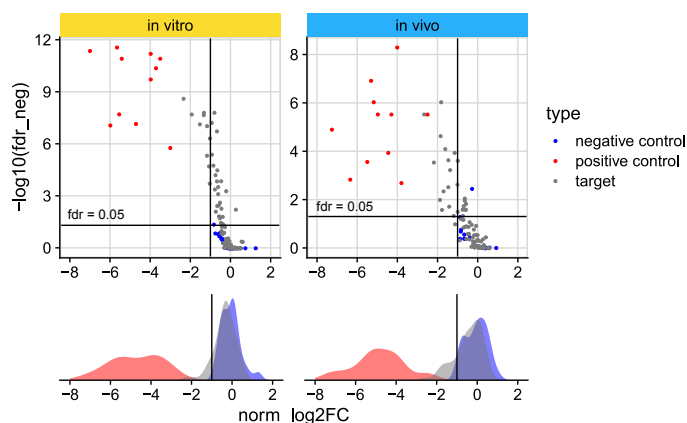 in vitro
in vivo
−log10(fdr_neg)
12
9
6
3
0
fdr = 0.05
−8 −6 −4 −2 0 2
8
6
4
2
0
fdr = 0.05
−8 −6 −4 −2 0 2
type
negative control
positive control
target
−8 −6 −4 −2 0 2
−8 −6 −4 −2 0 2
norm log2FC